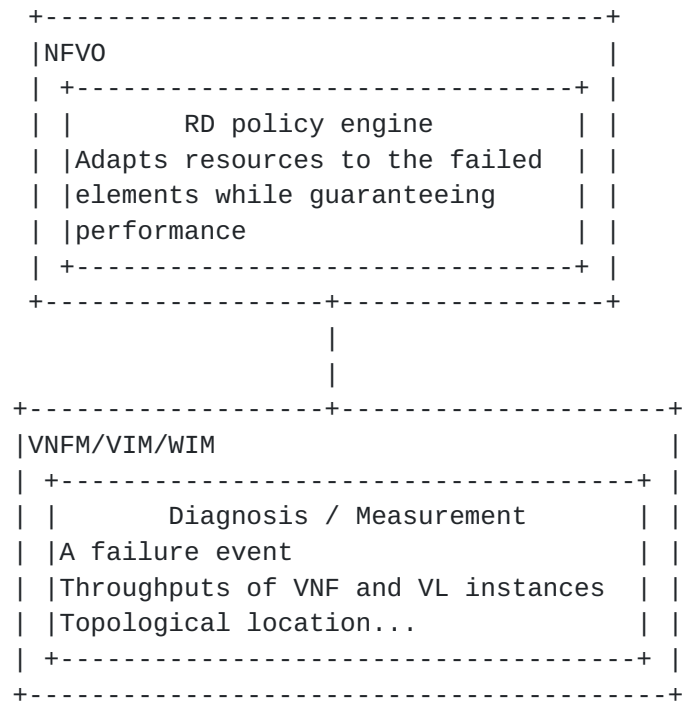 NFVO
RD policy engine
Adapts resources to the failed
elements while guaranteeing
performance
VNFM/VIM/WIM
Diagnosis / Measurement
A failure event
Throughputs of VNF and VL instances
Topological location...